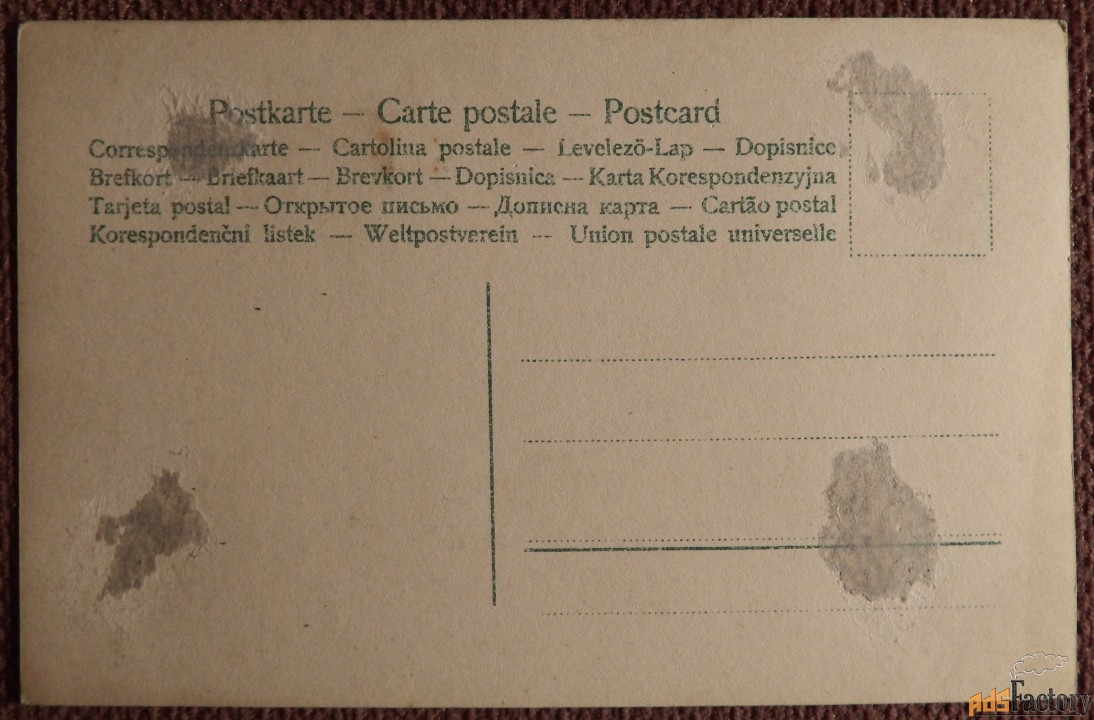 Postkarte – Carte postale – Postcard
Correspondenzkarte — Cartolina postale — Levelező-Lap — Dopisnice
Brefkort — Briefkaart — Brevkort — Dopisnica — Karta Korespondenzyjna
Tarjeta postal — Открытое письмо — Дописна карта — Cartão postal
Korespondenční listek — Weltpostverein — Union postale universelle
adsFactory